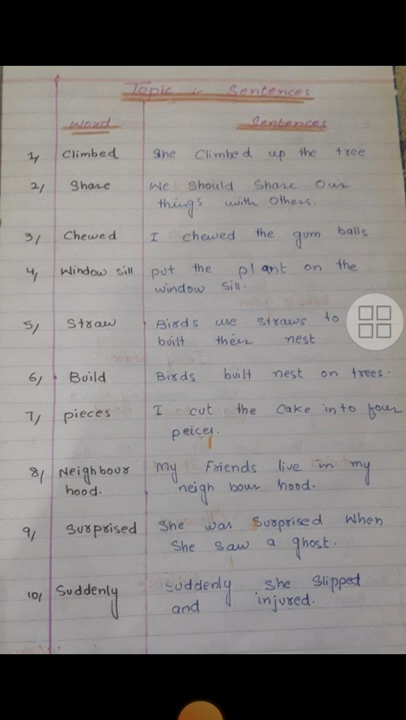 Topic :- Sentences
Word Sentences
1/ Climbed She Climbed up the tree
2/ Share We should share our
things with others.
3/ Chewed I chewed the gum balls
4/ Window sill put the plant on the
window sill.
5/ Straw Birds use straws to
built their nest
6/ Build Birds built nest on trees.
7/ pieces I cut the cake in to four
peices.
8/ Neighbour My Friends live in my
hood. neigh bour hood.
9/ Surprised She was Surprised when
She saw a ghost.
10/ Suddenly Suddenly She Slipped
and injured.